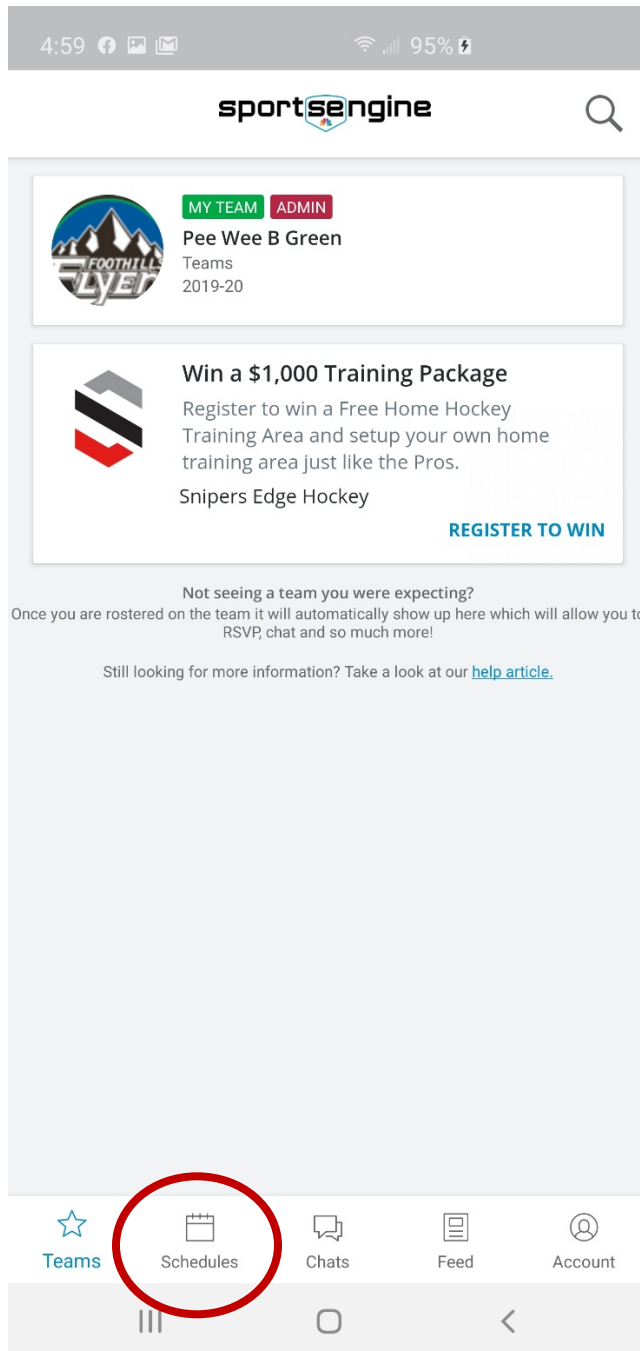 4:59 95%
sportsengine
MY TEAM ADMIN
Pee Wee B Green
Teams
2019-20
FOOTHILLS
FLYER
Win a $1,000 Training Package
Register to win a Free Home Hockey
Training Area and setup your own home
training area just like the Pros.
Snipers Edge Hockey
REGISTER TO WIN
Not seeing a team you were expecting?
Once you are rostered on the team it will automatically show up here which will allow you to
RSVP, chat and so much more!
Still looking for more information? Take a look at our help article.
Teams Schedules Chats Feed Account